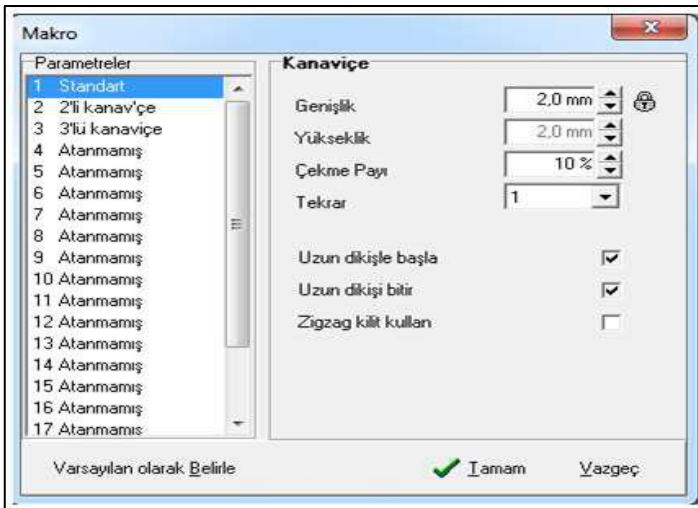 Makro
Parametreler
1 Standart
2 2'li kanav'çe
3 3'lü kanaviçe
4 Atanmamış
5 Atanmamış
6 Atanmamış
7 Atanmamış
8 Atanmamış
9 Atanmamış
10 Atanmamış
11 Atanmamış
12 Atanmamış
13 Atanmamış
14 Atanmamış
15 Atanmamış
16 Atanmamış
17 Atanmamıs
Kanaviçe
Genişlik 2,0 mm
Yükseklik 2,0 mm
Çekme Payı 10 %
Tekrar 1
Uzun dikişle başla
Uzun dikişi bitir
Zigzag kilit kullan
Varsayılan olarak Belirle Tamam Vazgeç